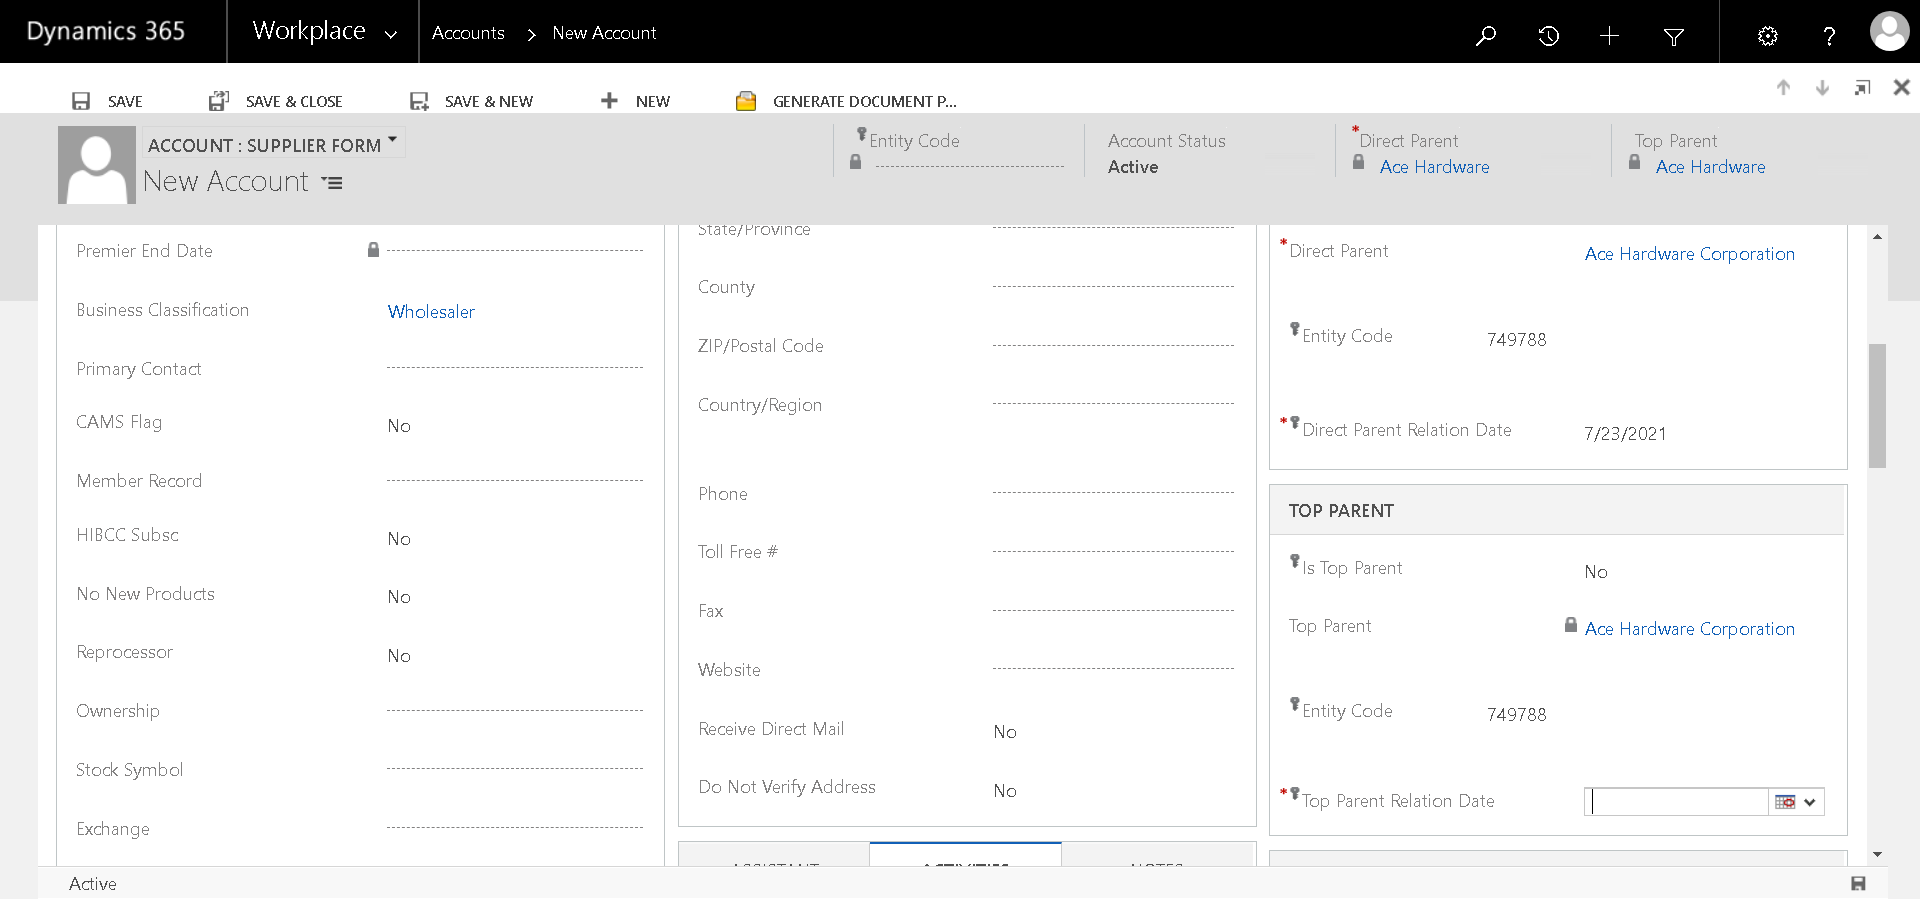 Dynamics 365
Workplace
Accounts > New Account
SAVE
SAVE & CLOSE
SAVE & NEW
NEW
GENERATE DOCUMENT P...
ACCOUNT : SUPPLIER FORM
New Account
Entity Code
Account Status
Active
*Direct Parent
Ace Hardware
Top Parent
Ace Hardware
Premier End Date
Business Classification
Wholesaler
Primary Contact
CAMS Flag
No
Member Record
HIBCC Subsc
No
No New Products
No
Reprocessor
No
Ownership
Stock Symbol
Exchange
State/Province
County
ZIP/Postal Code
Country/Region
Phone
Toll Free #
Fax
Website
Receive Direct Mail
No
Do Not Verify Address
No
ASSISTANT
ACTIVITIES
NOTES
*Direct Parent
Ace Hardware Corporation
Entity Code
749788
*Direct Parent Relation Date
7/23/2021
TOP PARENT
Is Top Parent
No
Top Parent
Ace Hardware Corporation
Entity Code
749788
*Top Parent Relation Date
Active